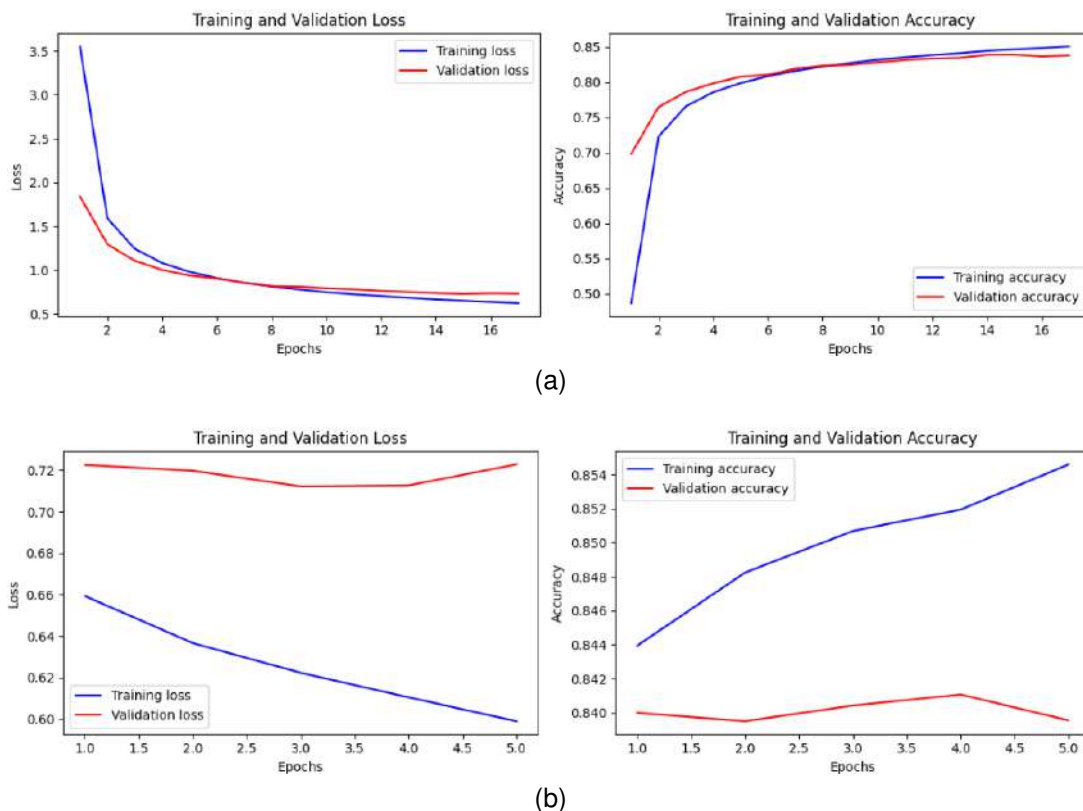 Training and Validation Loss
3.5
3.0
2.5
2.0
1.5
1.0
0.5
Loss
Training loss
Validation loss
2 4 6 8 10 12 14 16
Epochs
Training and Validation Accuracy
0.85
0.80
0.75
0.70
0.65
0.60
0.55
0.50
Accuracy
Training accuracy
Validation accuracy
2 4 6 8 10 12 14 16
Epochs
(a)
Training and Validation Loss
0.72
0.70
0.68
0.66
0.64
0.62
0.60
Loss
Training loss
Validation loss
1.0 1.5 2.0 2.5 3.0 3.5 4.0 4.5 5.0
Epochs
Training and Validation Accuracy
Training accuracy
Validation accuracy
0.854
0.852
0.850
0.848
0.846
0.844
0.842
0.840
Accuracy
1.0 1.5 2.0 2.5 3.0 3.5 4.0 4.5 5.0
Epochs
(b)